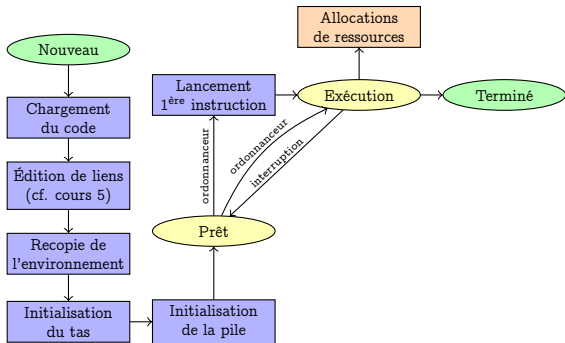 Nouveau
Chargement
du code
Édition de liens
(cf. cours 5)
Recopie de
l'environnement
Initialisation
du tas
Initialisation
de la pile
Prêt
ordonnanceur
ordonnanceur
interruption
Lancement
1ère instruction
Exécution
Allocations
de ressources
Terminé